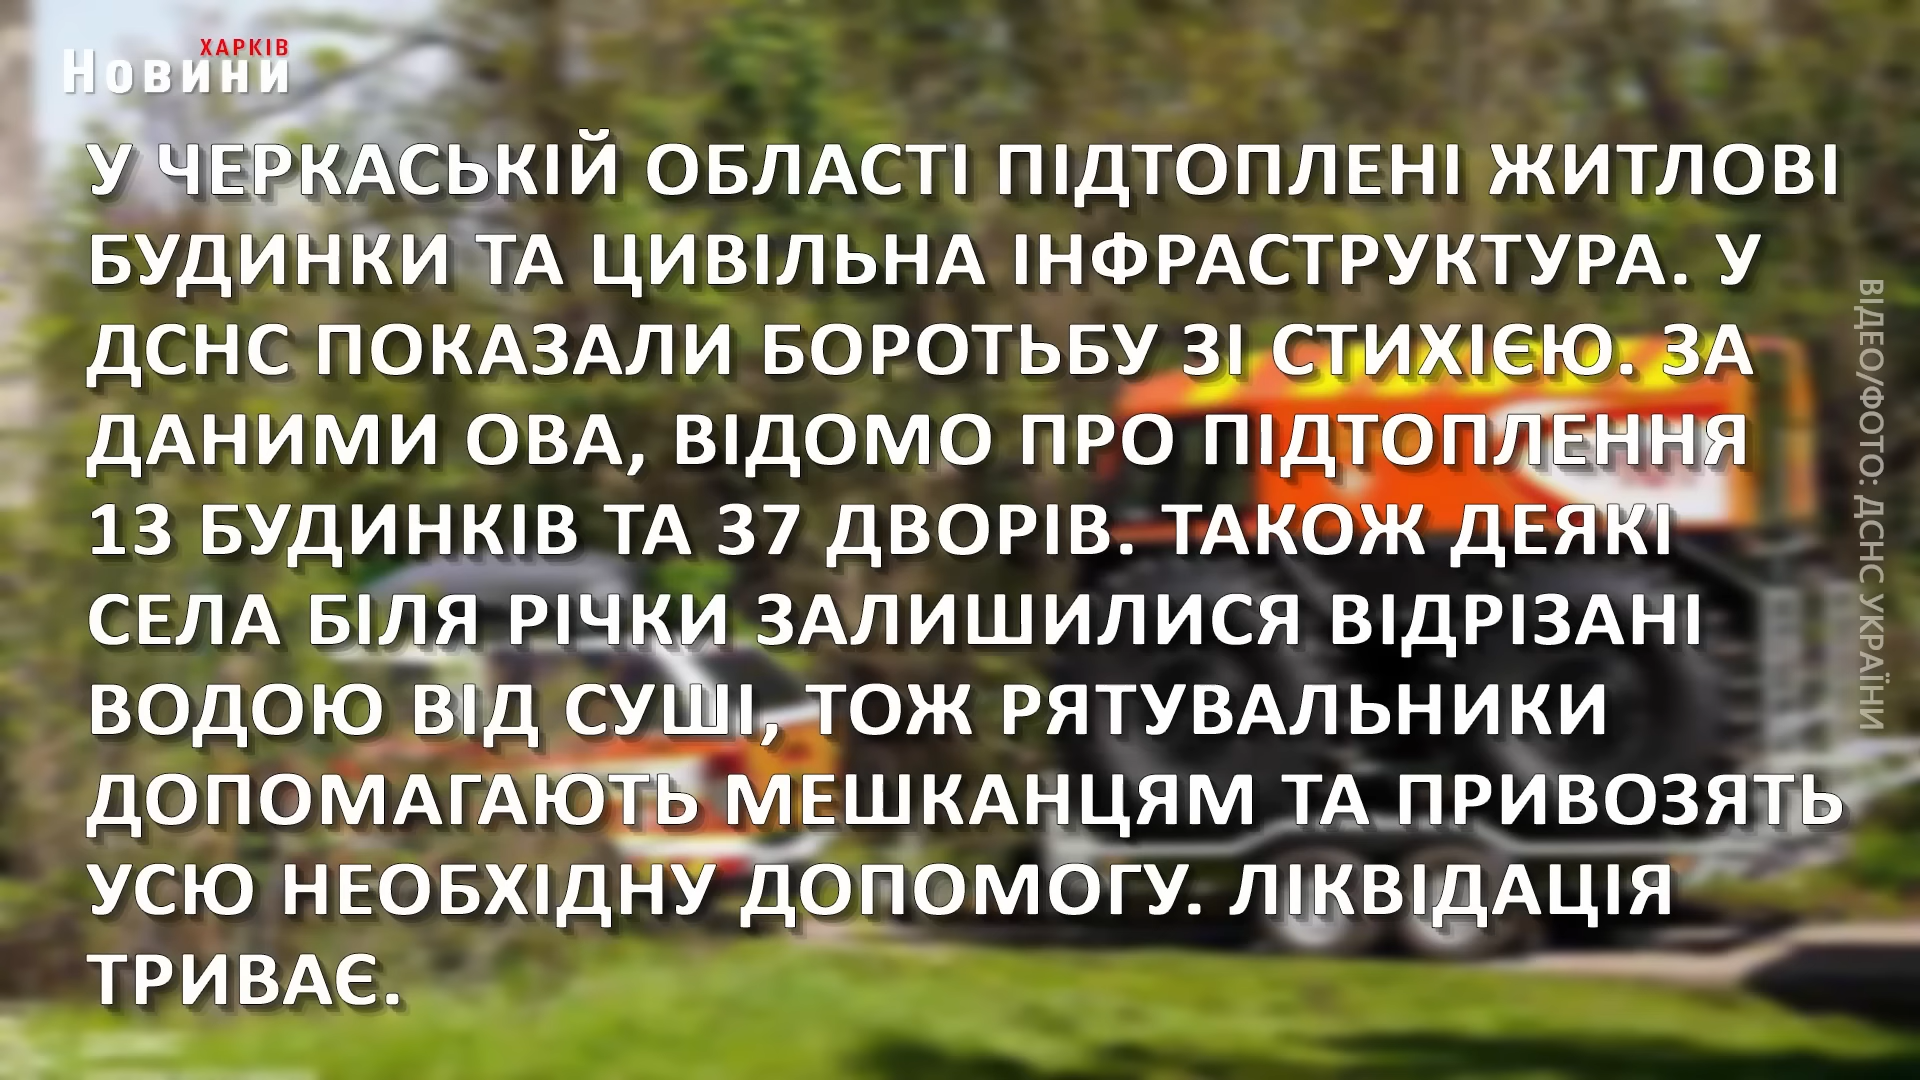 ХАРКІВ
Новини
У ЧЕРКАСЬКІЙ ОБЛАСТІ ПІДТОПЛЕНІ ЖИТЛОВІ
БУДИНКИ ТА ЦИВІЛЬНА ІНФРАСТРУКТУРА. У
ДСНС ПОКАЗАЛИ БОРОТЬБУ ЗІ СТИХІЄЮ. ЗА
ДАНИМИ ОВА, ВІДОМО ПРО ПІДТОПЛЕННЯ
13 БУДИНКІВ ТА 37 ДВОРІВ. ТАКОЖ ДЕЯКІ
СЕЛА БІЛЯ РІЧКИ ЗАЛИШИЛИСЯ ВІДРІЗАНІ
ВОДОЮ ВІД СУШІ, ТОЖ РЯТУВАЛЬНИКИ
ДОПОМАГАЮТЬ МЕШКАНЦЯМ ТА ПРИВОЗЯТЬ
УСЮ НЕОБХІДНУ ДОПОМОГУ. ЛІКВІДАЦІЯ
ТРИВАЄ.
ВІДЕО/ФОТО: ДСНС УКРАЇНИ